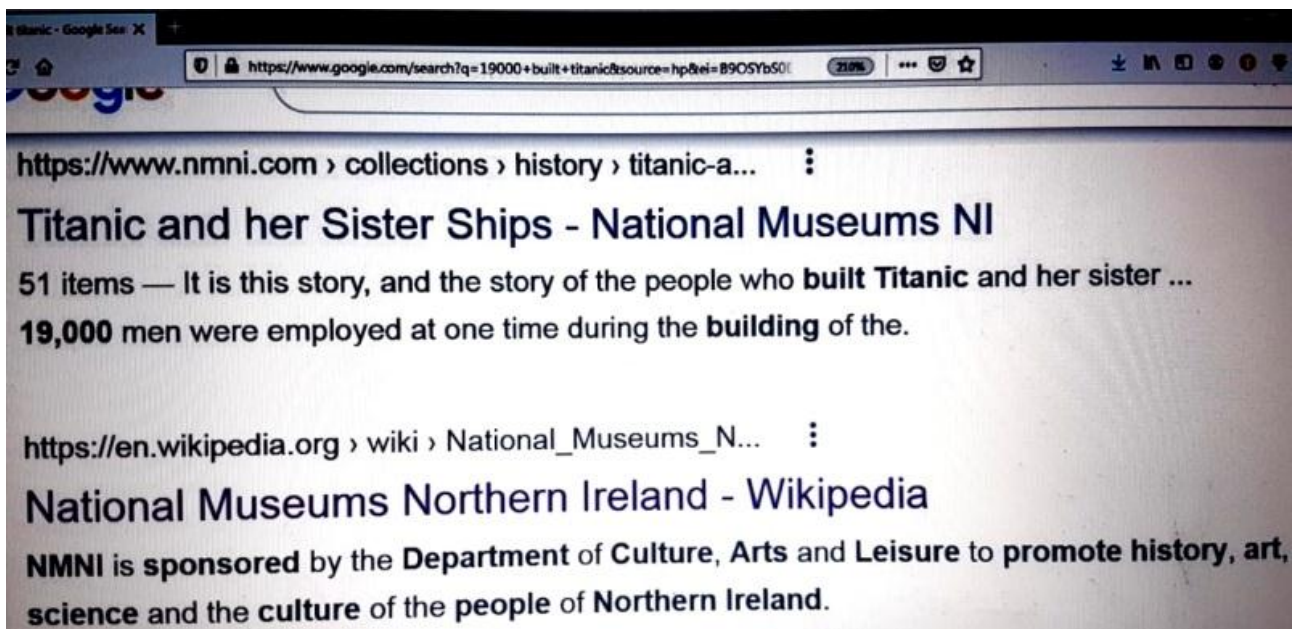 titanic - Google Sea
https://www.google.com/search?q=19000+built+titanic&source=hp&ei=B9OSYbS0
210%
https://www.nmni.com › collections › history › titanic-a...
Titanic and her Sister Ships - National Museums NI
51 items — It is this story, and the story of the people who built Titanic and her sister ...
19,000 men were employed at one time during the building of the.
https://en.wikipedia.org › wiki › National_Museums_N...
National Museums Northern Ireland - Wikipedia
NMNI is sponsored by the Department of Culture, Arts and Leisure to promote history, art,
science and the culture of the people of Northern Ireland.